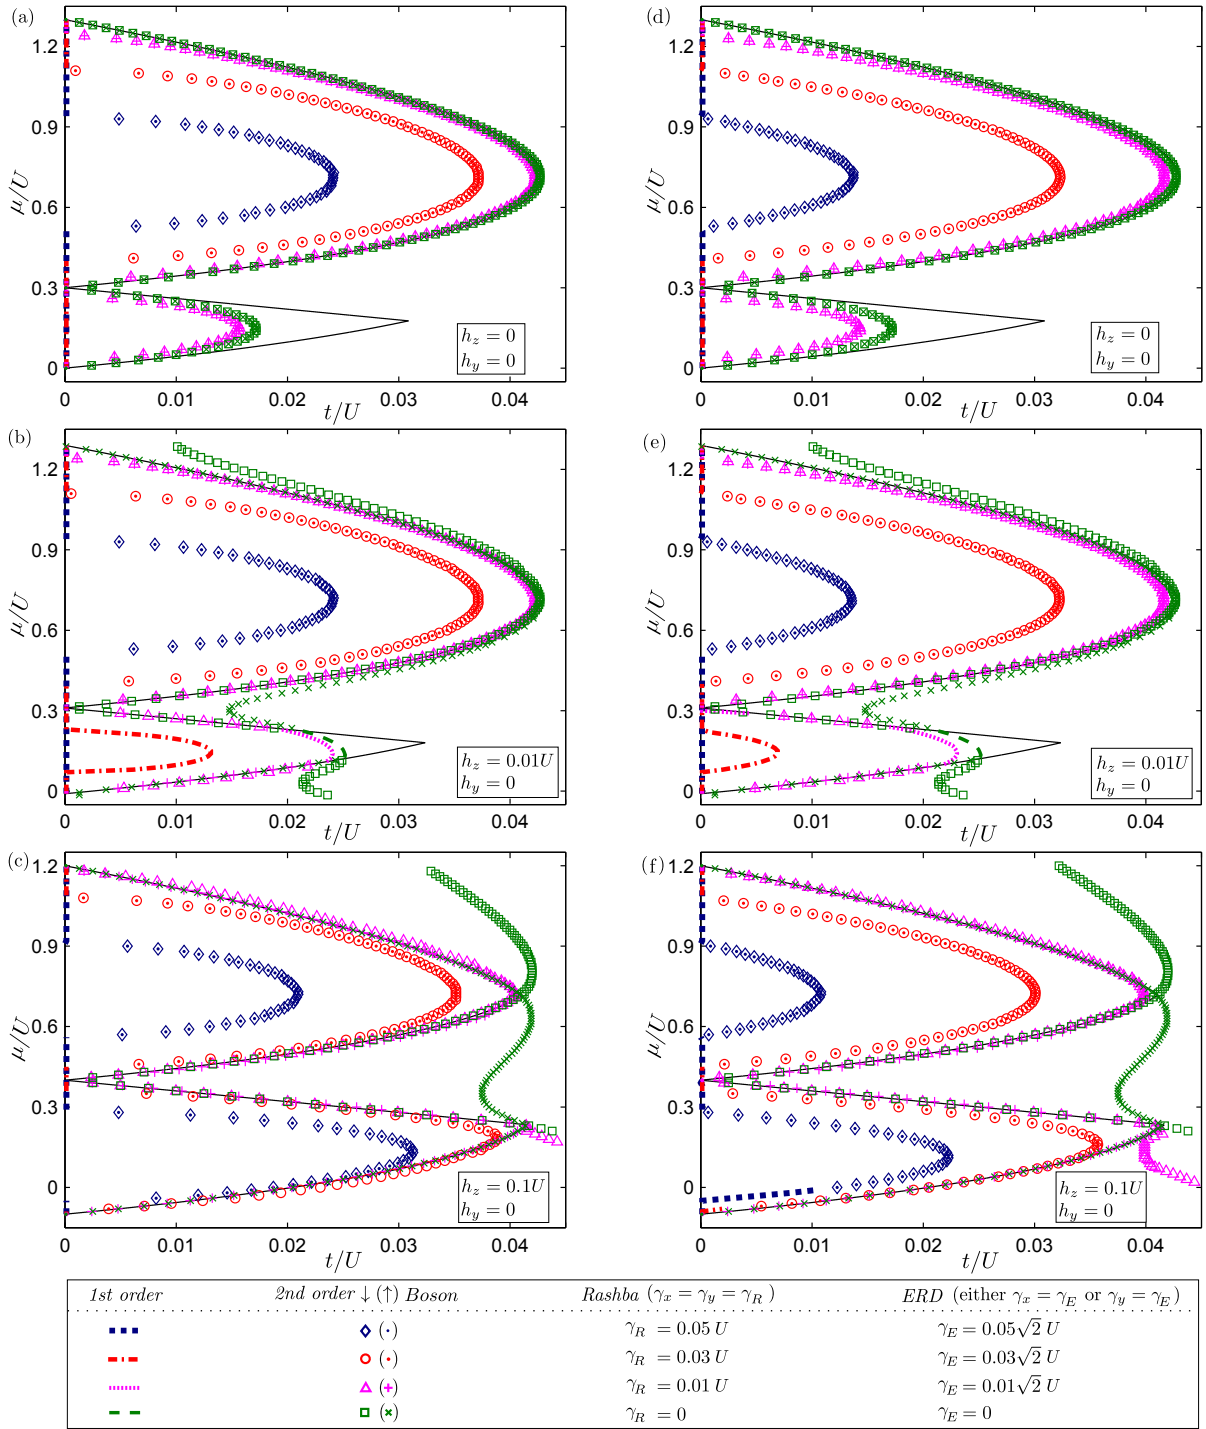 (a)
1.2
0.9
0.6
0.3
0
μ/U
0 0.01 0.02 0.03 0.04
t/U
h_z = 0
h_y = 0
(d)
1.2
0.9
0.6
0.3
0
μ/U
0 0.01 0.02 0.03 0.04
t/U
h_z = 0
h_y = 0
(b)
1.2
0.9
0.6
0.3
0
μ/U
0 0.01 0.02 0.03 0.04
t/U
h_z = 0.01U
h_y = 0
(e)
1.2
0.9
0.6
0.3
0
μ/U
0 0.01 0.02 0.03 0.04
t/U
h_z = 0.01U
h_y = 0
(c)
1.2
0.9
0.6
0.3
0
μ/U
0 0.01 0.02 0.03 0.04
t/U
h_z = 0.1U
h_y = 0
(f)
1.2
0.9
0.6
0.3
0
μ/U
0 0.01 0.02 0.03 0.04
t/U
h_z = 0.1U
h_y = 0
1st order 2nd order ↓ (↑) Boson Rashba (γ_x = γ_y = γ_R) ERD (either γ_x = γ_E or γ_y = γ_E)
◇ (·) γ_R = 0.05 U γ_E = 0.05√2 U
○ (·) γ_R = 0.03 U γ_E = 0.03√2 U
△ (+) γ_R = 0.01 U γ_E = 0.01√2 U
□ (×) γ_R = 0 γ_E = 0